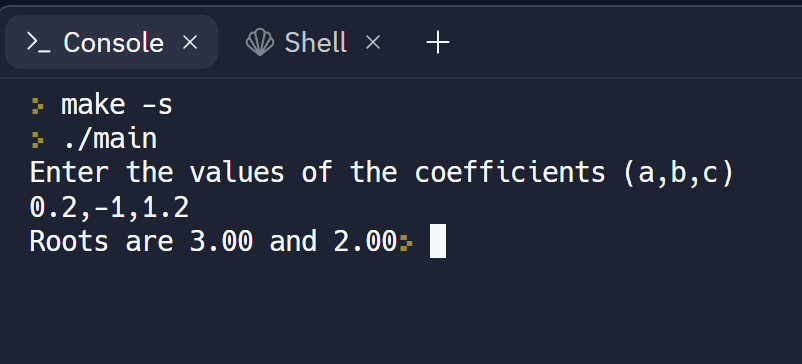 Console × Shell × +
make -s
./main
Enter the values of the coefficients (a,b,c)
0.2,-1,1.2
Roots are 3.00 and 2.00